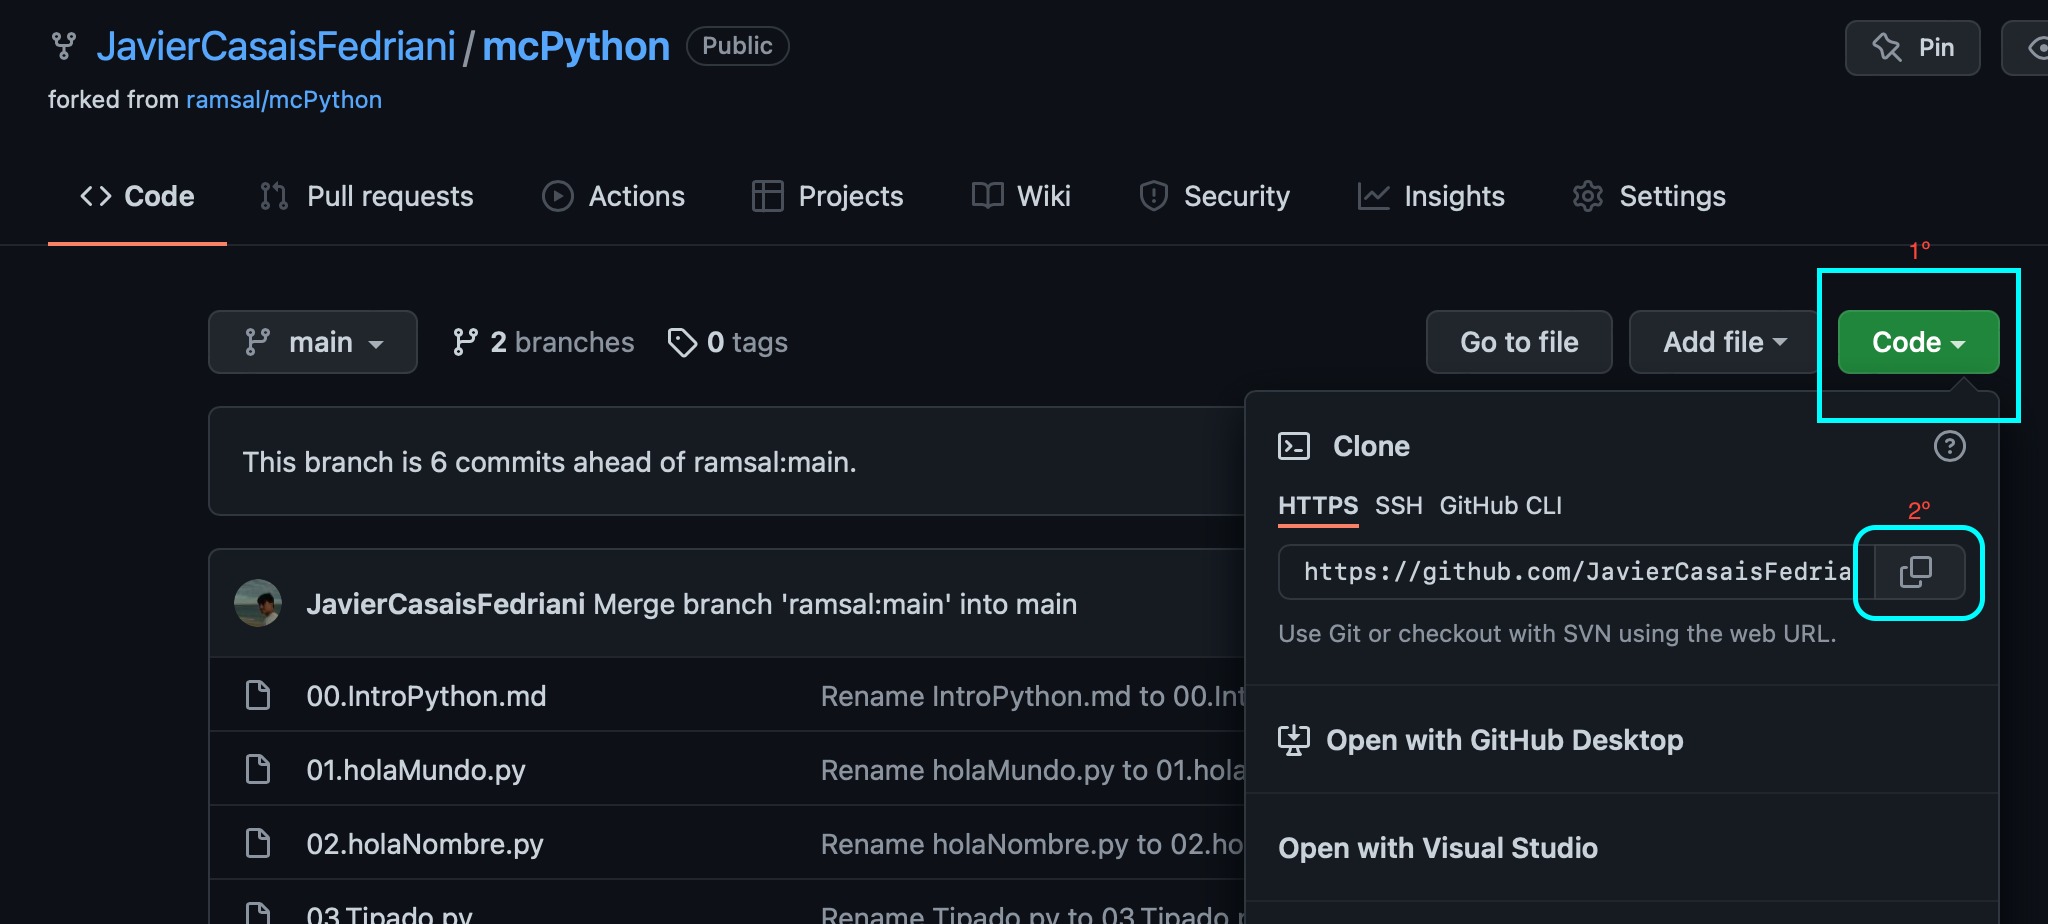 JavierCasaisFedriani / mcPython Public
Pin
forked from ramsal/mcPython
Code Pull requests Actions Projects Wiki Security Insights Settings
1º
main 2 branches 0 tags Go to file Add file Code
This branch is 6 commits ahead of ramsal:main.
Clone
HTTPS SSH GitHub CLI
2º
https://github.com/JavierCasaisFedria
Use Git or checkout with SVN using the web URL.
JavierCasaisFedriani Merge branch 'ramsal:main' into main
00.IntroPython.md Rename IntroPython.md to 00.Int
01.holaMundo.py Rename holaMundo.py to 01.hola
02.holaNombre.py Rename holaNombre.py to 02.ho
03.Tipado.py Rename Tipado.py to 03.Tipado
Open with GitHub Desktop
Open with Visual Studio